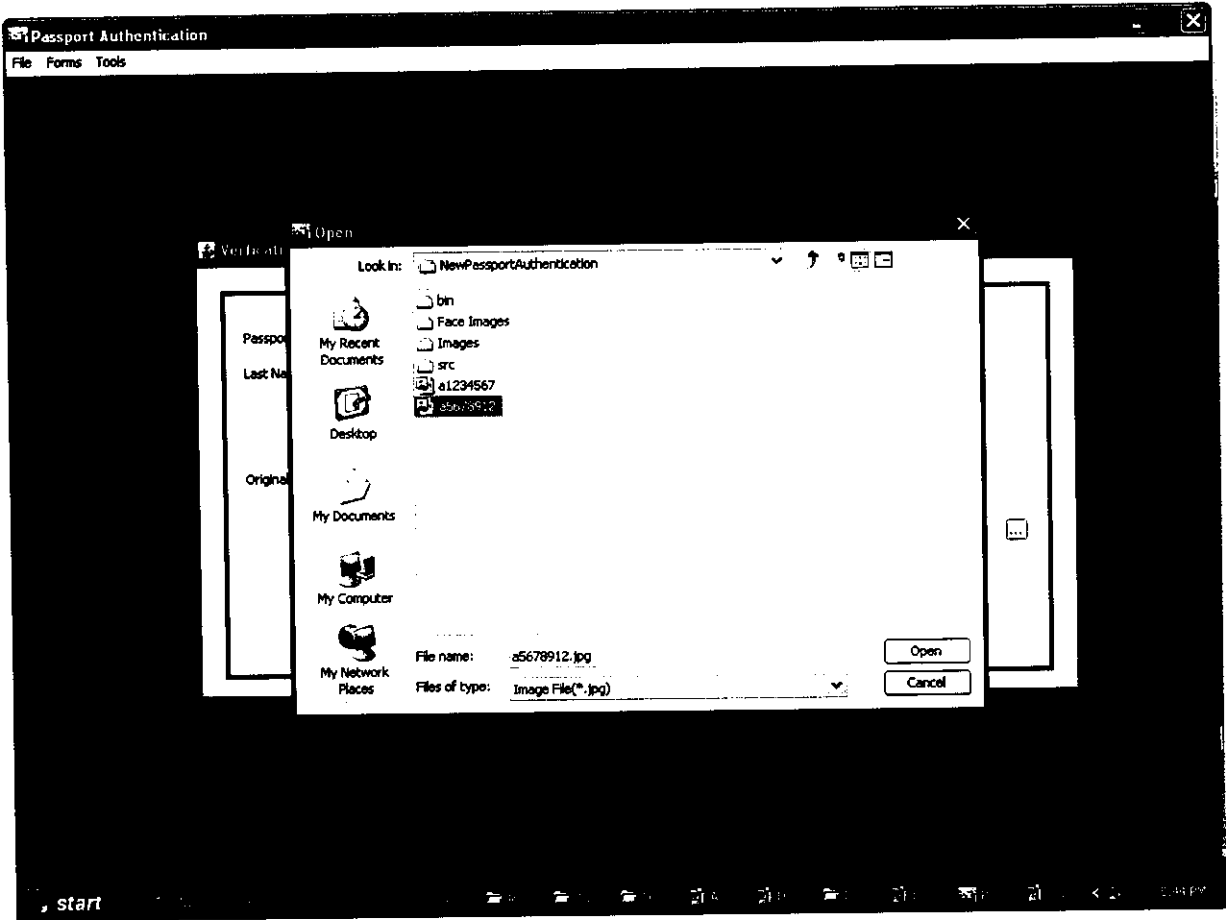 Passport Authentication
File Forms Tools
Open
Verificati
Look in: NewPassportAuthentication
bin
Face Images
Images
src
a1234567
a5678912
My Recent
Documents
Desktop
My Documents
My Computer
My Network
Places
Passpo
Last Na
Original
...
File name: a5678912.jpg
Open
Files of type: Image File(*.jpg)
Cancel
start